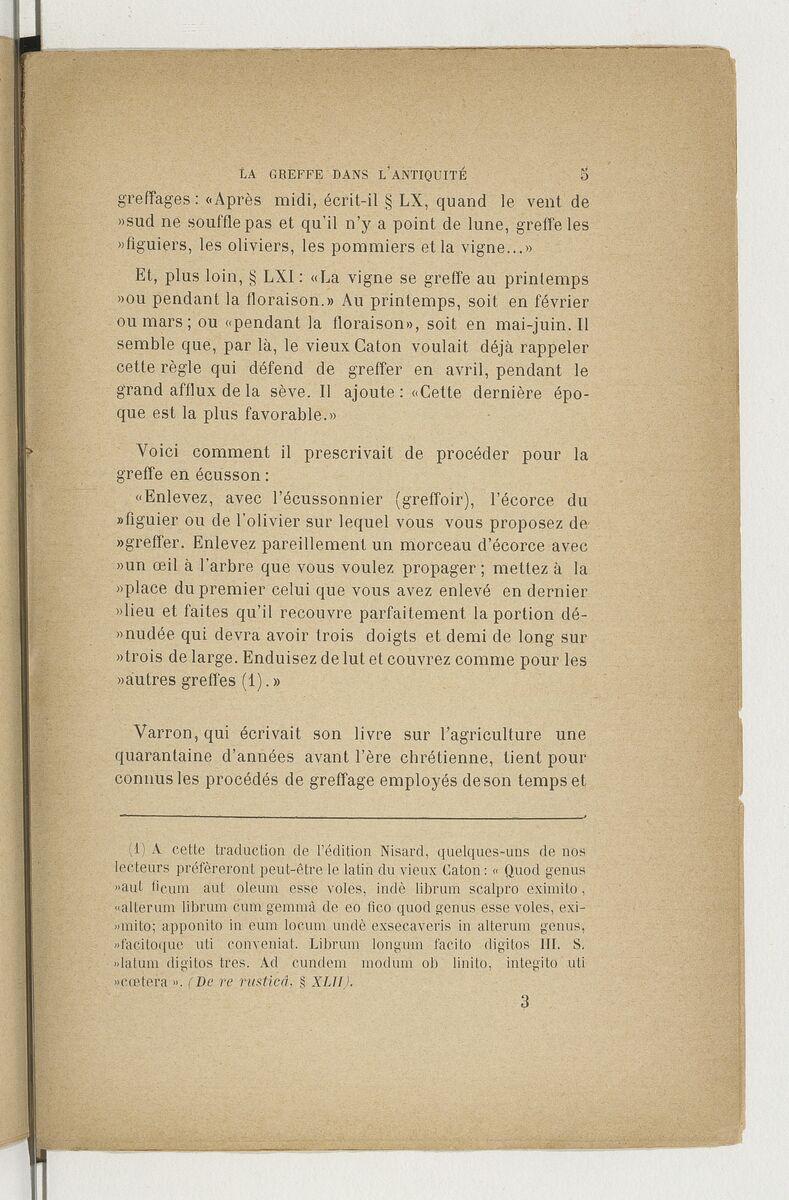 LA GREFFE DANS L'ANTIQUITÉ 5
greffages : «Après midi, écrit-il § LX, quand le vent de
»sud ne souffle pas et qu'il n'y a point de lune, greffe les
»figuiers, les oliviers, les pommiers et la vigne...»
Et, plus loin, § LXI : «La vigne se greffe au printemps
»ou pendant la floraison.» Au printemps, soit en février
ou mars ; ou «pendant la floraison», soit en mai-juin. Il
semble que, par là, le vieux Caton voulait déjà rappeler
cette règle qui défend de greffer en avril, pendant le
grand afflux de la sève. Il ajoute : «Cette dernière épo-
que est la plus favorable.»
Voici comment il prescrivait de procéder pour la
greffe en écusson :
«Enlevez, avec l'écussonnier (greffoir), l'écorce du
»figuier ou de l'olivier sur lequel vous vous proposez de
»greffer. Enlevez pareillement un morceau d'écorce avec
»un œil à l'arbre que vous voulez propager ; mettez à la
»place du premier celui que vous avez enlevé en dernier
»lieu et faites qu'il recouvre parfaitement la portion dé-
»nudée qui devra avoir trois doigts et demi de long sur
»trois de large. Enduisez de lut et couvrez comme pour les
»autres greffes (1).»
Varron, qui écrivait son livre sur l'agriculture une
quarantaine d'années avant l'ère chrétienne, tient pour
connus les procédés de greffage employés de son temps et
(1) A cette traduction de l'édition Nisard, quelques-uns de nos
lecteurs préfèreront peut-être le latin du vieux Caton : « Quod genus
»aut ficum aut oleum esse voles, indè librum scalpro eximito,
«alterum librum cum gemmâ de eo fico quod genus esse voles, exi-
»mito; apponito in eum locum undè exsecaveris in alterum genus,
»facitoque uti conveniat. Librum longum facito digitos III. S.
»latum digitos tres. Ad cundem modum ob linito, integito uti
»cœtera ». (De re rusticâ, § XLII).
3